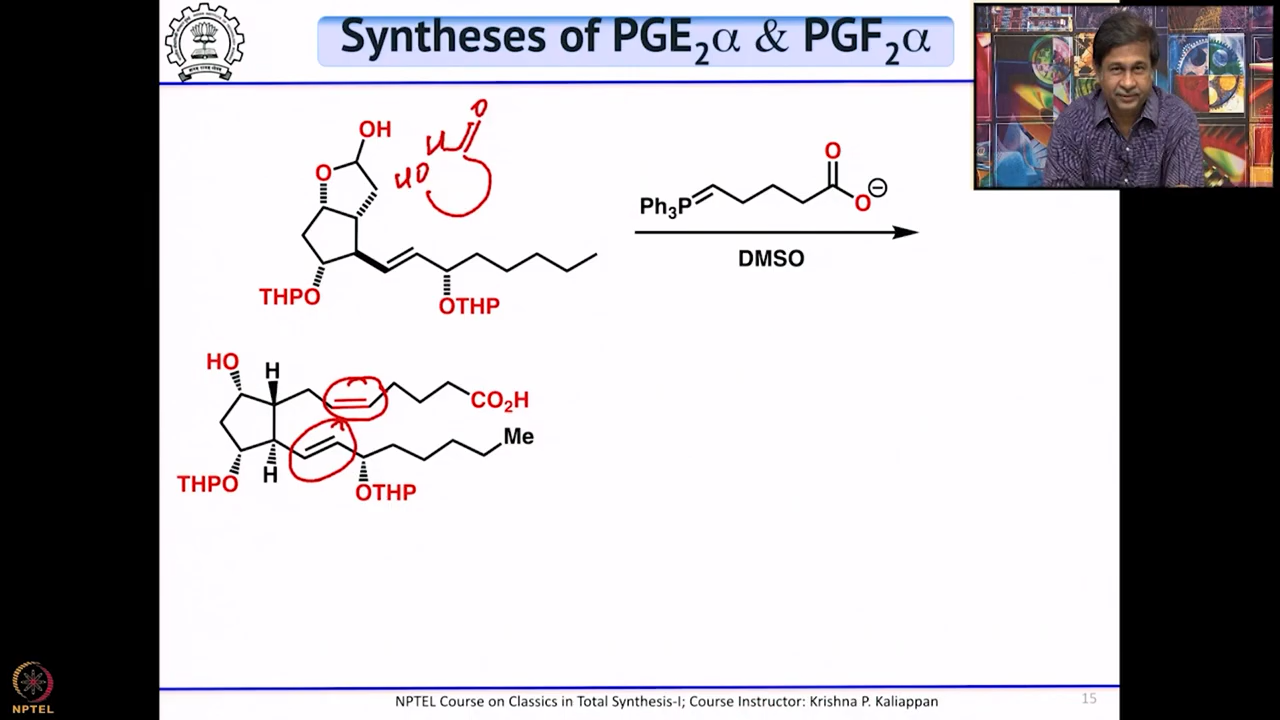 Syntheses of PGE₂α & PGF₂α
OH
O
O
H
HO
THPO
OTHP
Ph₃P
O
O⊖
DMSO
HO
H
CO₂H
Me
H
THPO
OTHP
NPTEL Course on Classics in Total Synthesis-I; Course Instructor: Krishna P. Kaliappan
15
NPTEL